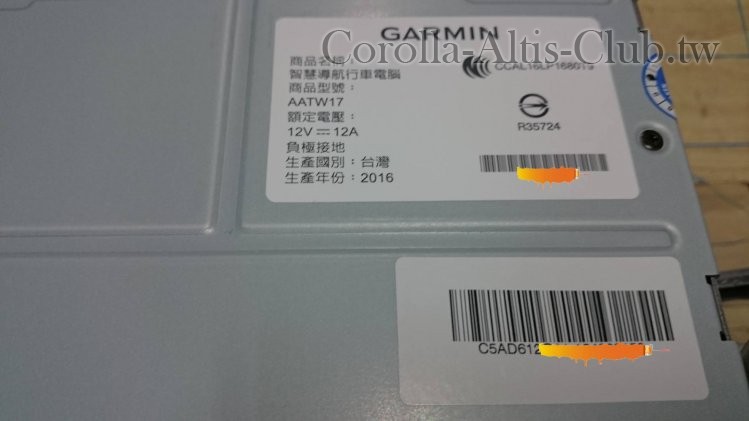 GARMIN
Corolla-Altis-Club.tw
商品名稱：
智慧導航行車電腦
商品型號：
AATW17
額定電壓：
12V⎓12A
負極接地
生產國別：台灣
生產年份：2016
CCAL16LP1680T9
R35724
C5AD612